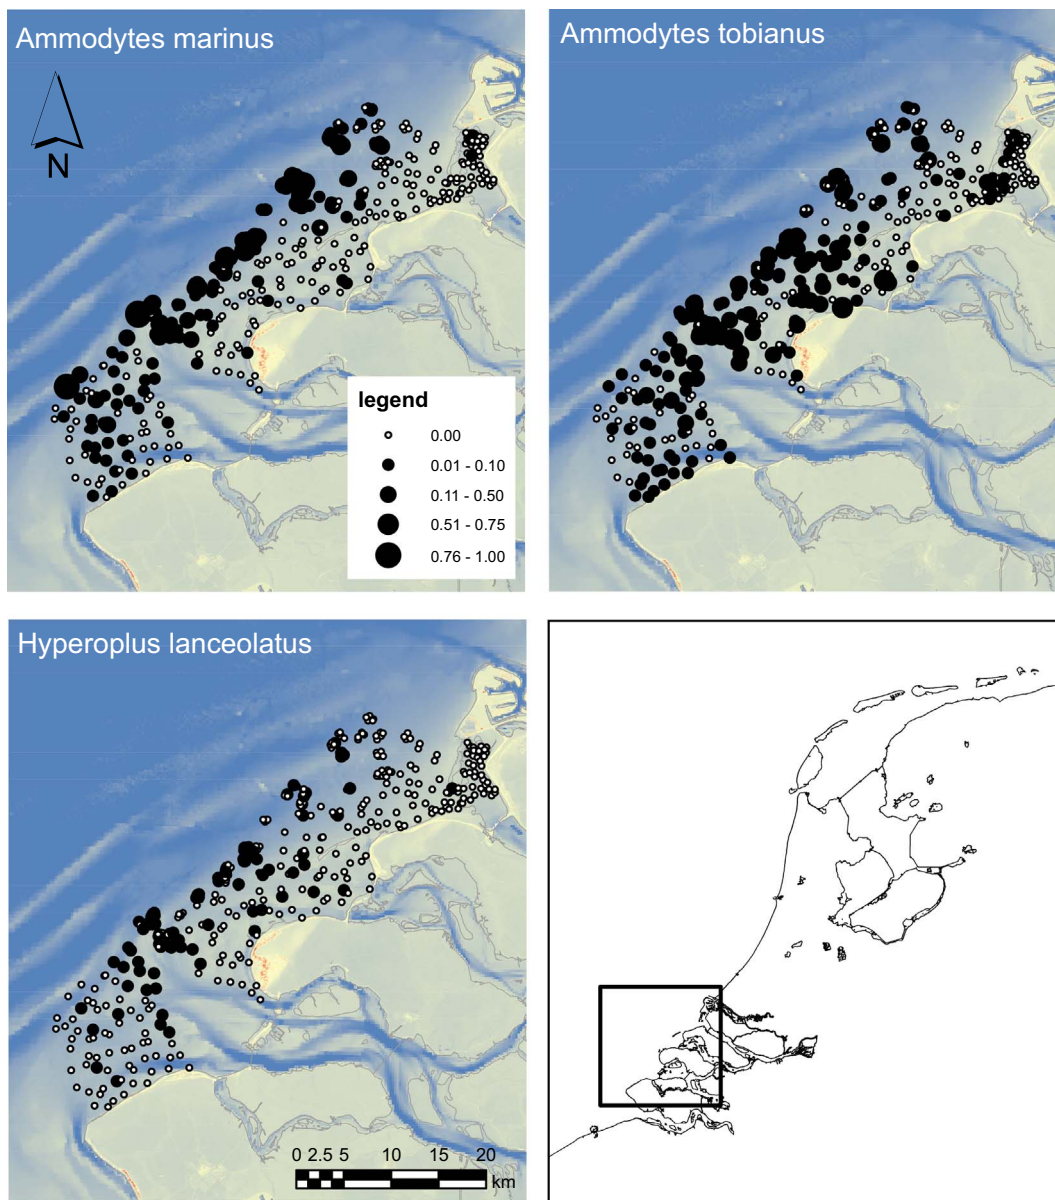 Ammodytes marinus
Ammodytes tobianus
N
legend
0.00
0.01 - 0.10
0.11 - 0.50
0.51 - 0.75
0.76 - 1.00
Hyperoplus lanceolatus
0 2.5 5 10 15 20
km